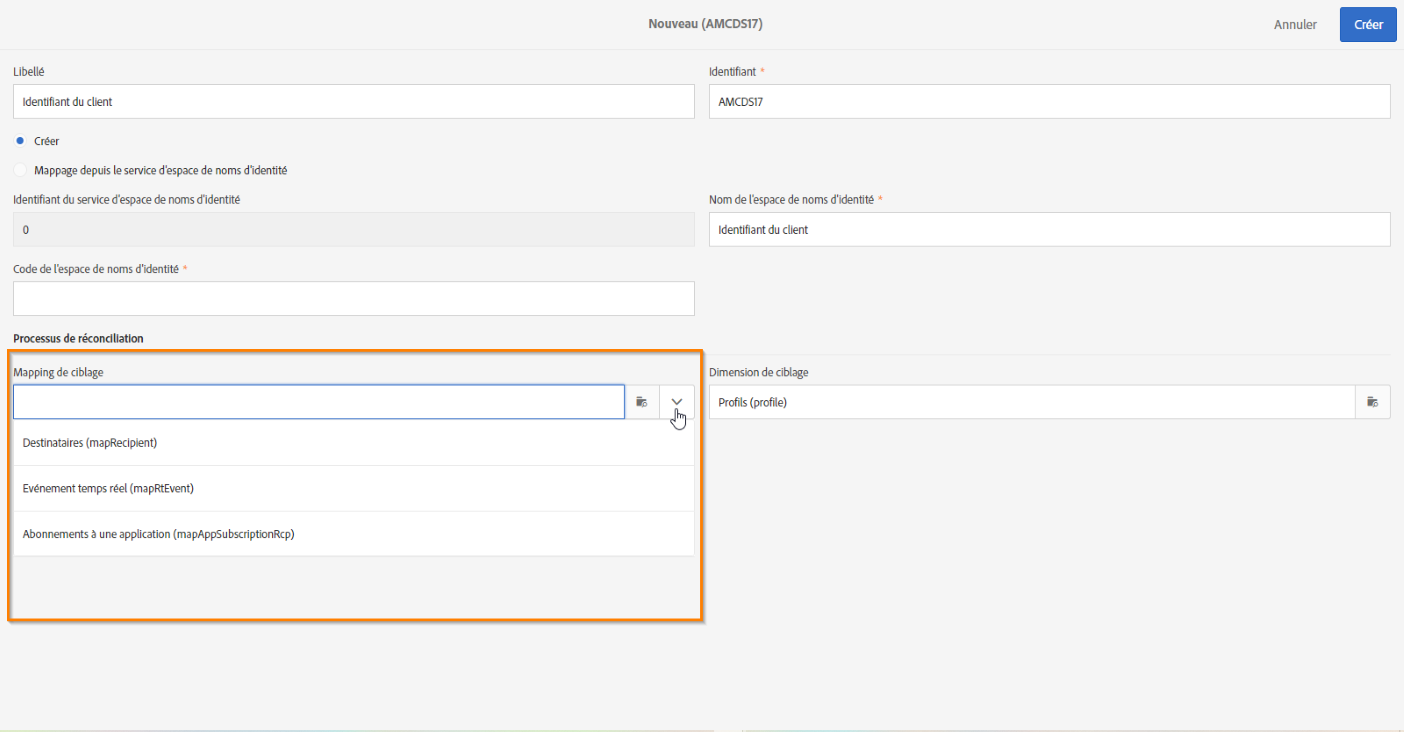 Nouveau (AMCDS17)
Annuler
Créer
Libellé
Identifiant *
Identifiant du client
AMCDS17
Créer
Mappage depuis le service d'espace de noms d'identité
Identifiant du service d'espace de noms d'identité
Nom de l'espace de noms d'identité *
0
Identifiant du client
Code de l'espace de noms d'identité *
Processus de réconciliation
Mapping de ciblage
Dimension de ciblage
Profils (profile)
Destinataires (mapRecipient)
Evénement temps réel (mapRtEvent)
Abonnements à une application (mapAppSubscriptionRcp)